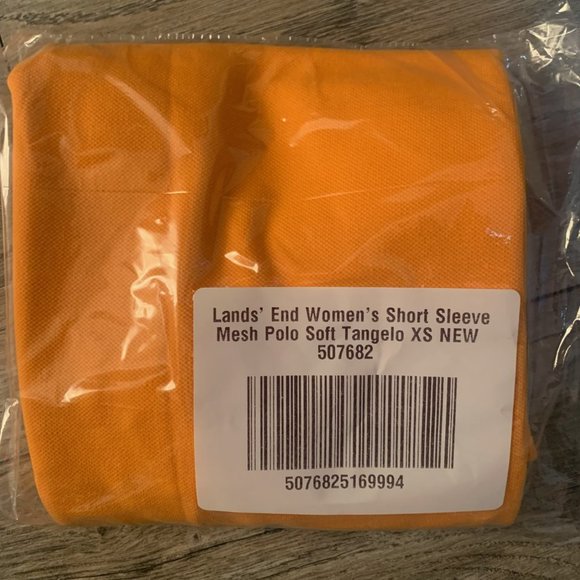 Lands' End Women's Short Sleeve
Mesh Polo Soft Tangelo XS NEW
507682
5076825169994